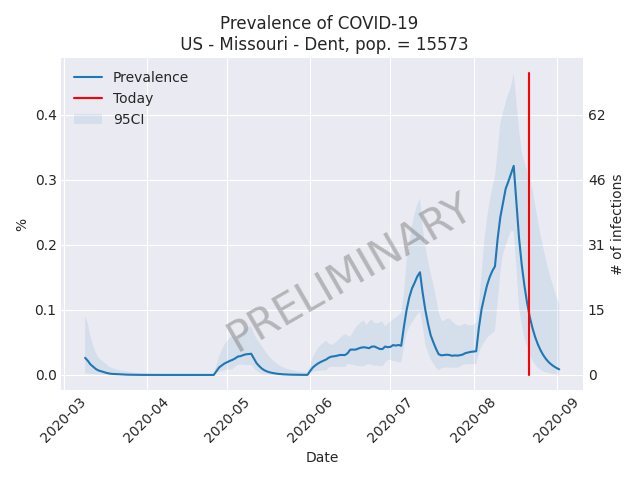 Prevalence of COVID-19
US - Missouri - Dent, pop. = 15573
Prevalence
Today
95CI
0.4
0.3
0.2
0.1
0.0
%
62
46
31
15
0
# of infections
PRELIMINARY
2020-03
2020-04
2020-05
2020-06
2020-07
2020-08
2020-09
Date